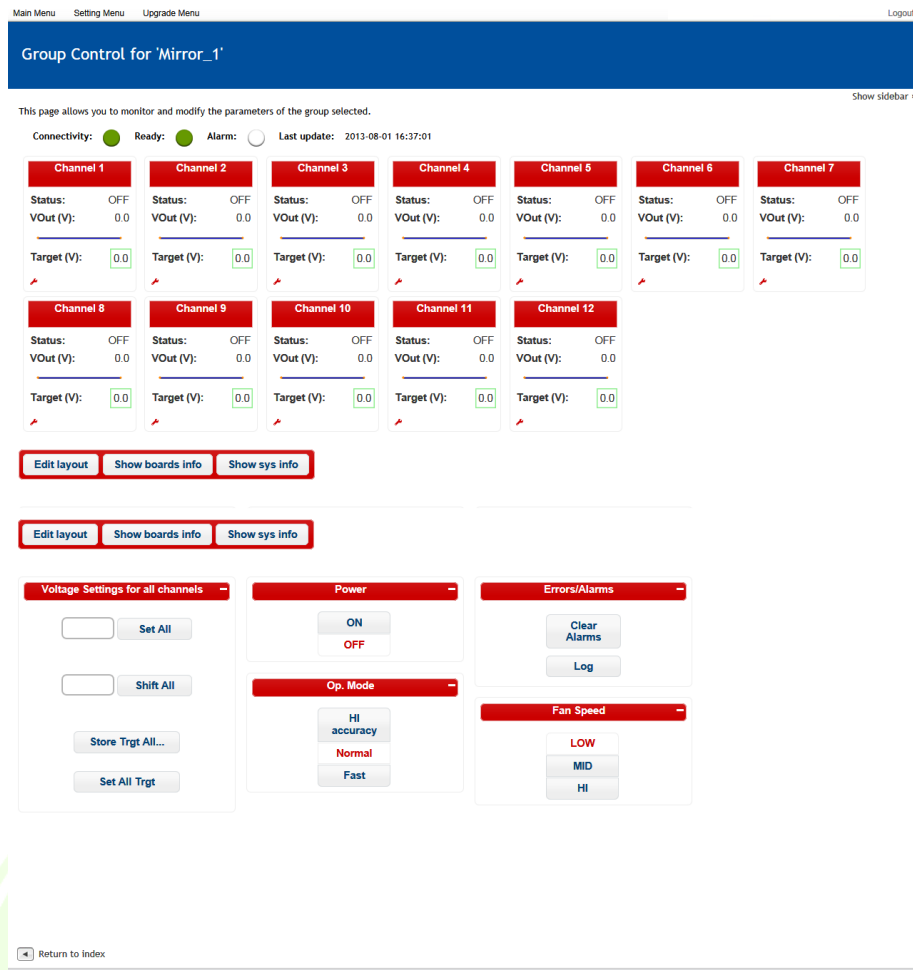 Main Menu Setting Menu Upgrade Menu Logout
Group Control for 'Mirror_1'
Show sidebar
This page allows you to monitor and modify the parameters of the group selected.
Connectivity: Ready: Alarm: Last update: 2013-08-01 16:37:01
Channel 1 Channel 2 Channel 3 Channel 4 Channel 5 Channel 6 Channel 7
Status: OFF Status: OFF Status: OFF Status: OFF Status: OFF Status: OFF Status: OFF
VOut (V): 0.0 VOut (V): 0.0 VOut (V): 0.0 VOut (V): 0.0 VOut (V): 0.0 VOut (V): 0.0 VOut (V): 0.0
Target (V): 0.0 Target (V): 0.0 Target (V): 0.0 Target (V): 0.0 Target (V): 0.0 Target (V): 0.0 Target (V): 0.0
Channel 8 Channel 9 Channel 10 Channel 11 Channel 12
Status: OFF Status: OFF Status: OFF Status: OFF Status: OFF
VOut (V): 0.0 VOut (V): 0.0 VOut (V): 0.0 VOut (V): 0.0 VOut (V): 0.0
Target (V): 0.0 Target (V): 0.0 Target (V): 0.0 Target (V): 0.0 Target (V): 0.0
Edit layout Show boards info Show sys info
Edit layout Show boards info Show sys info
Voltage Settings for all channels
Set All
Shift All
Store Trgt All...
Set All Trgt
Power
ON
OFF
Op. Mode
HI
accuracy
Normal
Fast
Errors/Alarms
Clear
Alarms
Log
Fan Speed
LOW
MID
HI
Return to index